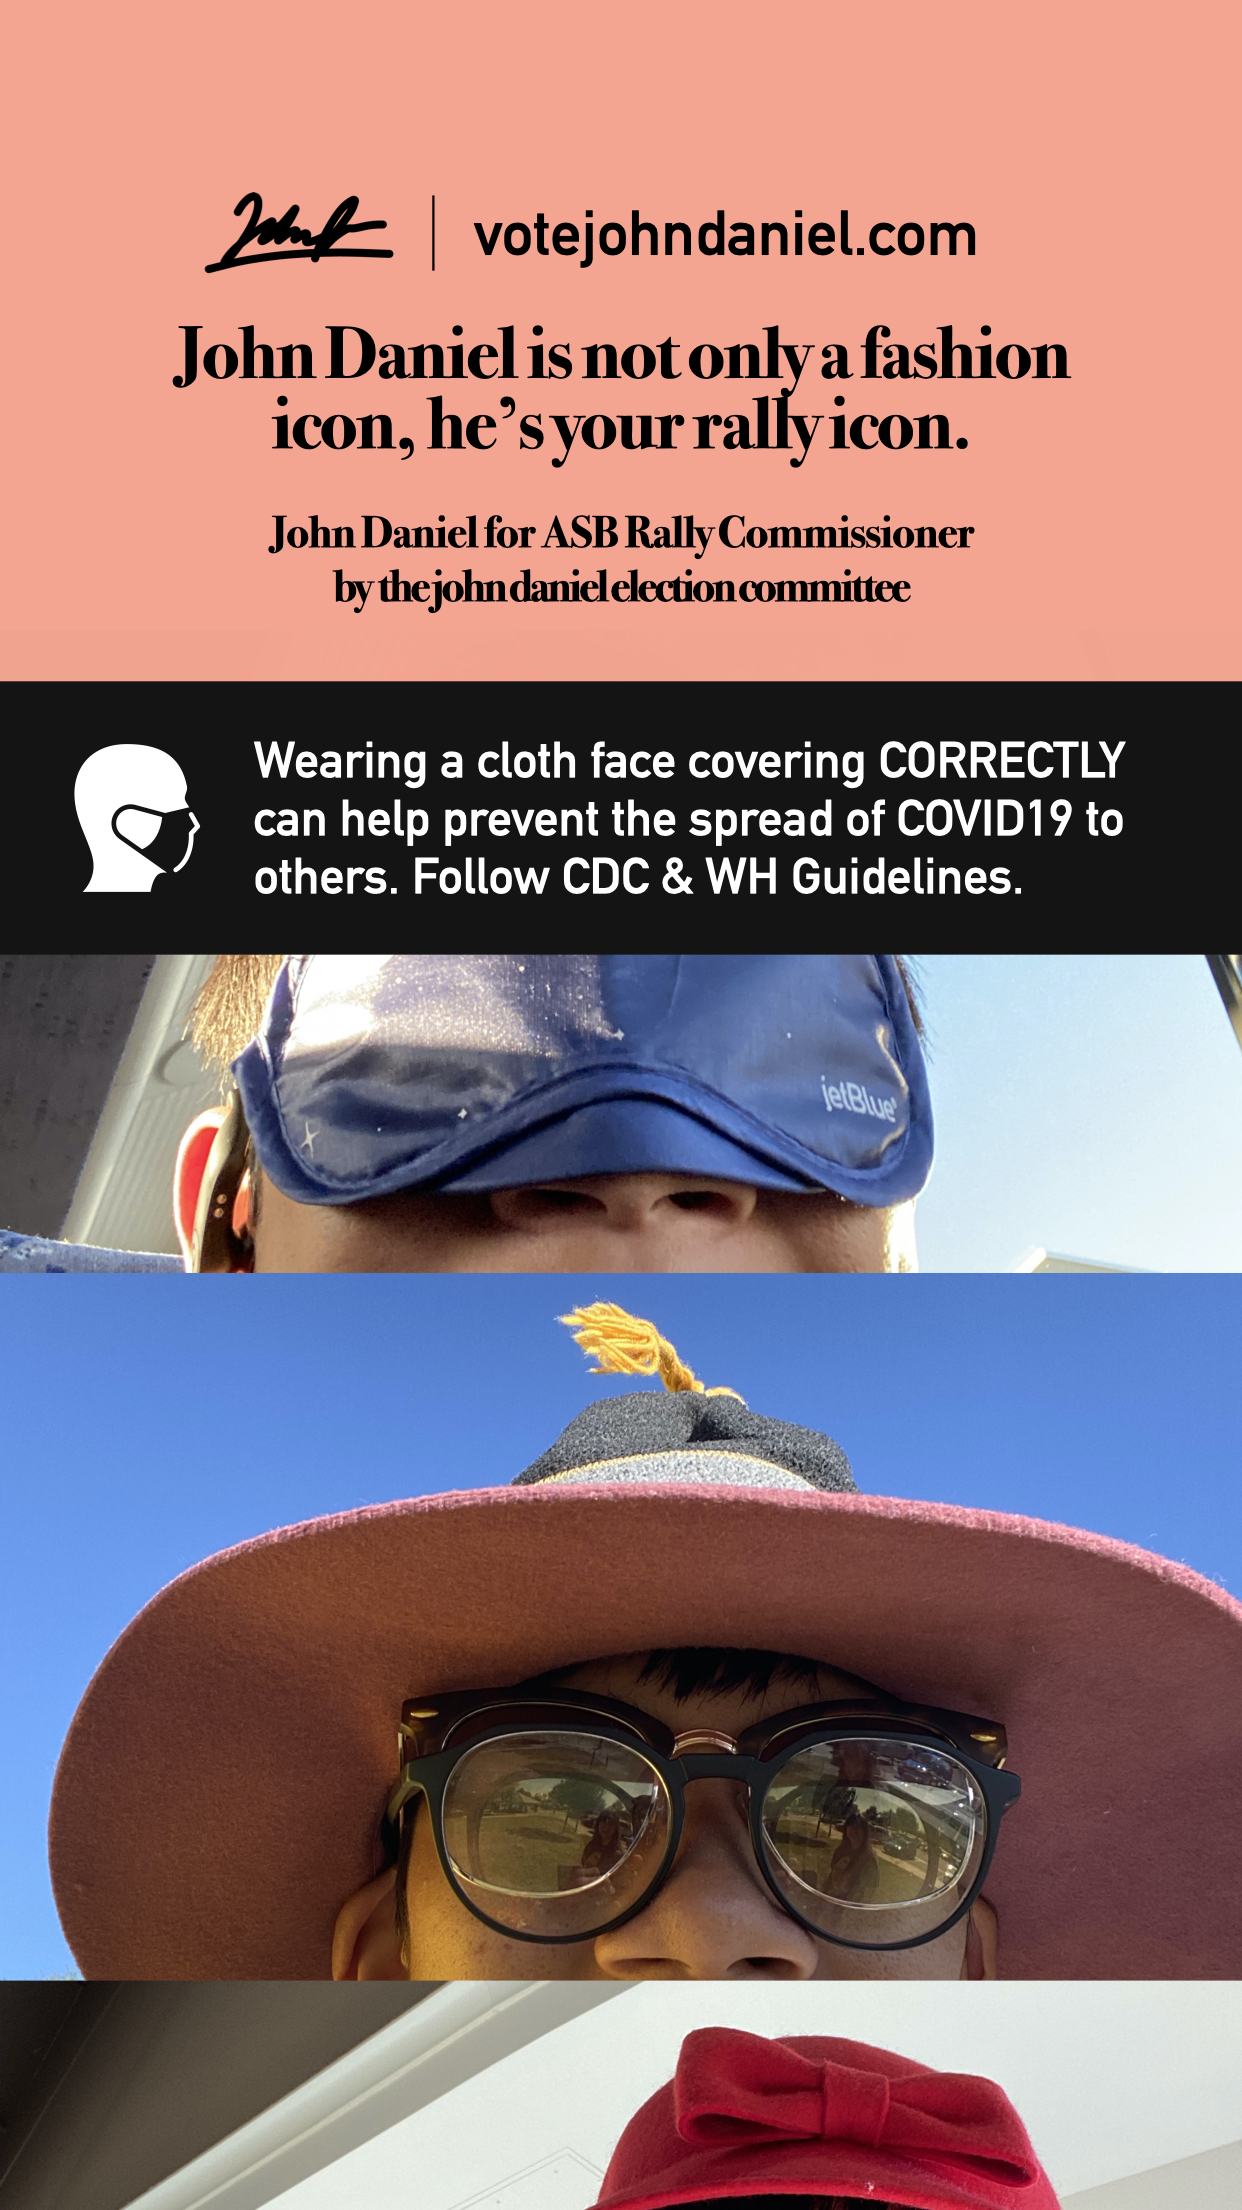 John
votejohndaniel.com
John Daniel is not only a fashion
icon, he's your rally icon.
John Daniel for ASB Rally Commissioner
by the john daniel election committee
Wearing a cloth face covering CORRECTLY
can help prevent the spread of COVID19 to
others. Follow CDC & WH Guidelines.
jetBlue